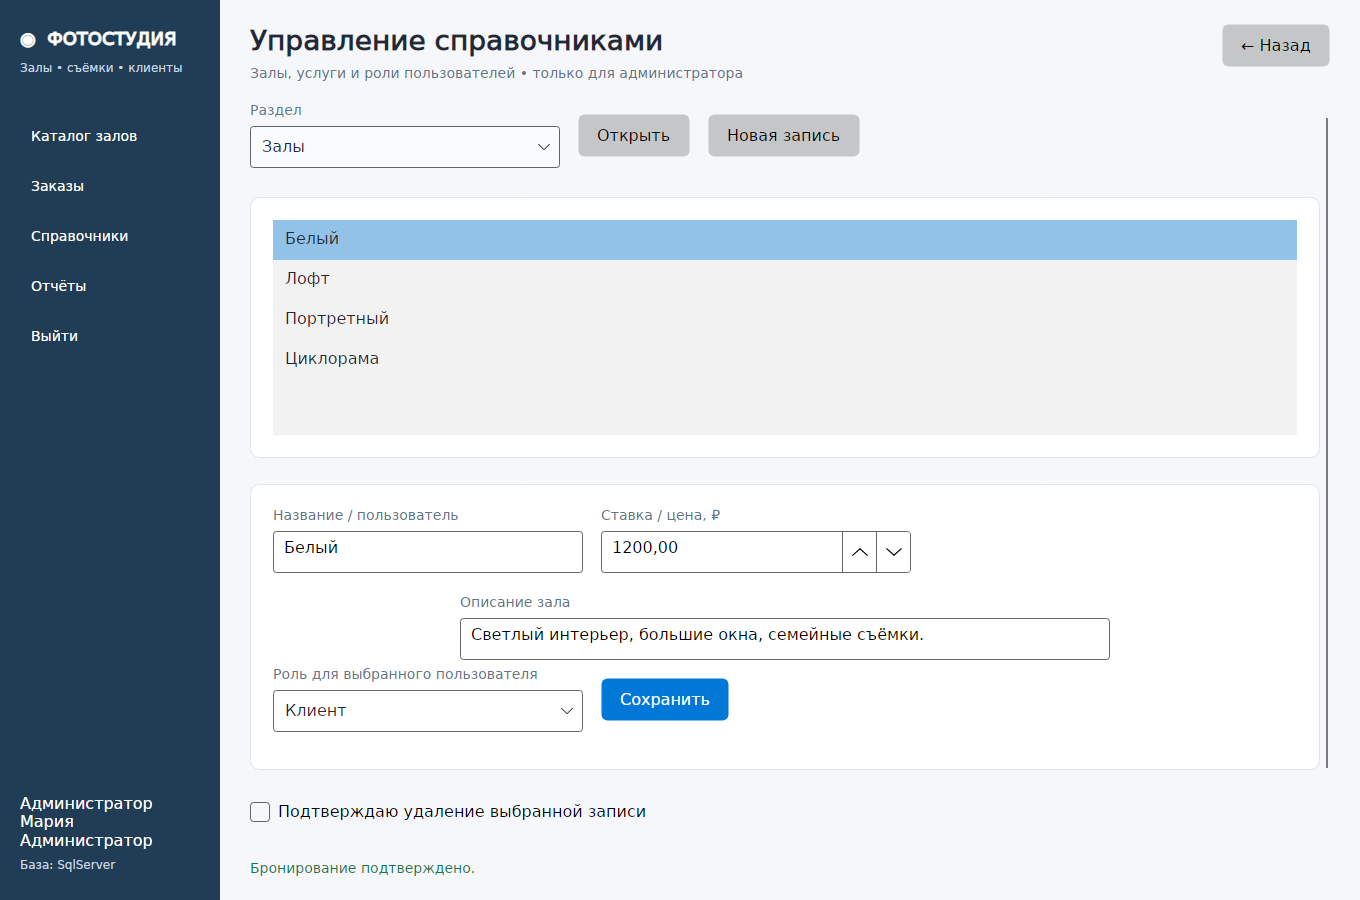 ◉ ФОТОСТУДИЯ
Залы • съёмки • клиенты
Каталог залов
Заказы
Справочники
Отчёты
Выйти
Администратор
Мария
Администратор
База: SqlServer
Управление справочниками
Залы, услуги и роли пользователей • только для администратора
← Назад
Раздел
Залы
Открыть
Новая запись
Белый
Лофт
Портретный
Циклорама
Название / пользователь
Ставка / цена, ₽
Белый
1200,00
Описание зала
Светлый интерьер, большие окна, семейные съёмки.
Роль для выбранного пользователя
Клиент
Сохранить
Подтверждаю удаление выбранной записи
Бронирование подтверждено.